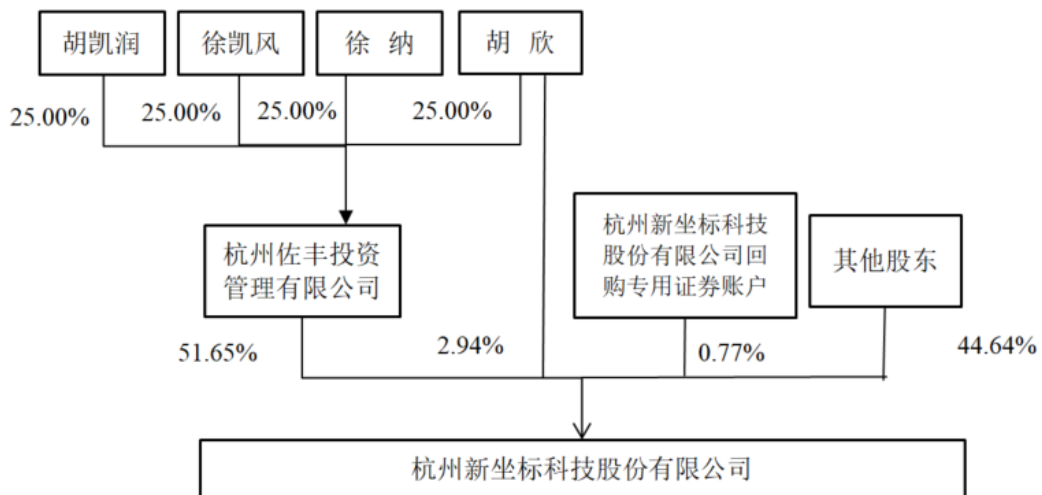 胡凯润
徐凯风
徐 纳
胡 欣
25.00%
25.00%
25.00%
25.00%
杭州佐丰投资
管理有限公司
杭州新坐标科技
股份有限公司回
购专用证券账户
其他股东
51.65%
2.94%
0.77%
44.64%
杭州新坐标科技股份有限公司